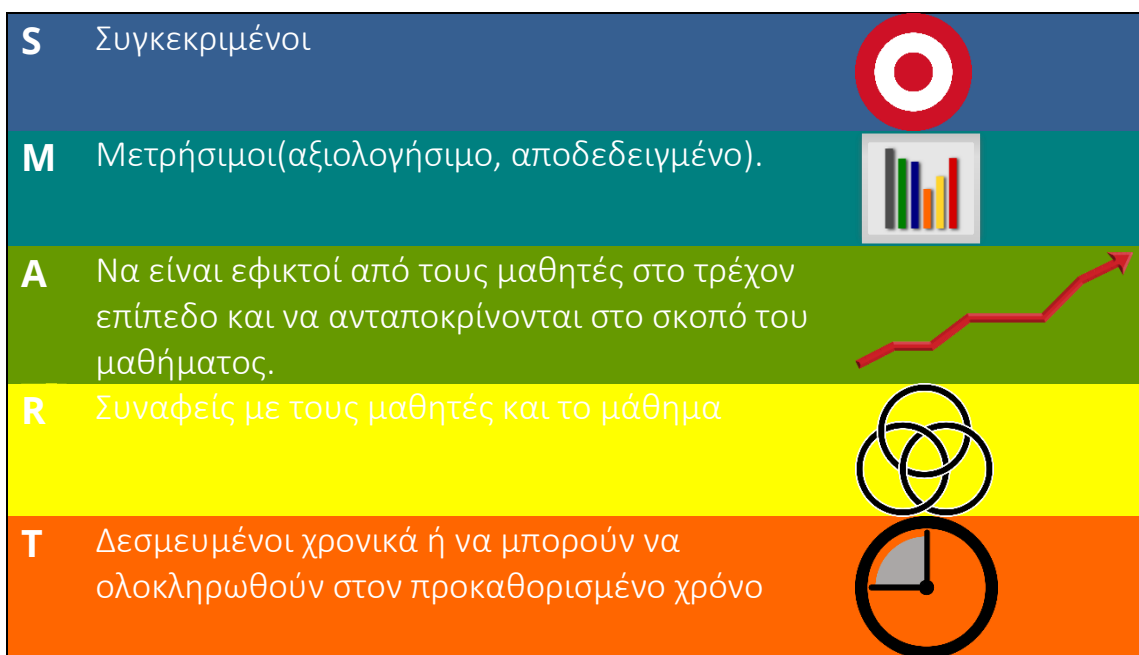 S Συγκεκριμένοι
M Μετρήσιμοι(αξιολογήσιμο, αποδεδειγμένο).
A Να είναι εφικτοί από τους μαθητές στο τρέχον
επίπεδο και να ανταποκρίνονται στο σκοπό του
μαθήματος.
R Συναφείς με τους μαθητές και το μάθημα
T Δεσμευμένοι χρονικά ή να μπορούν να
ολοκληρωθούν στον προκαθορισμένο χρόνο